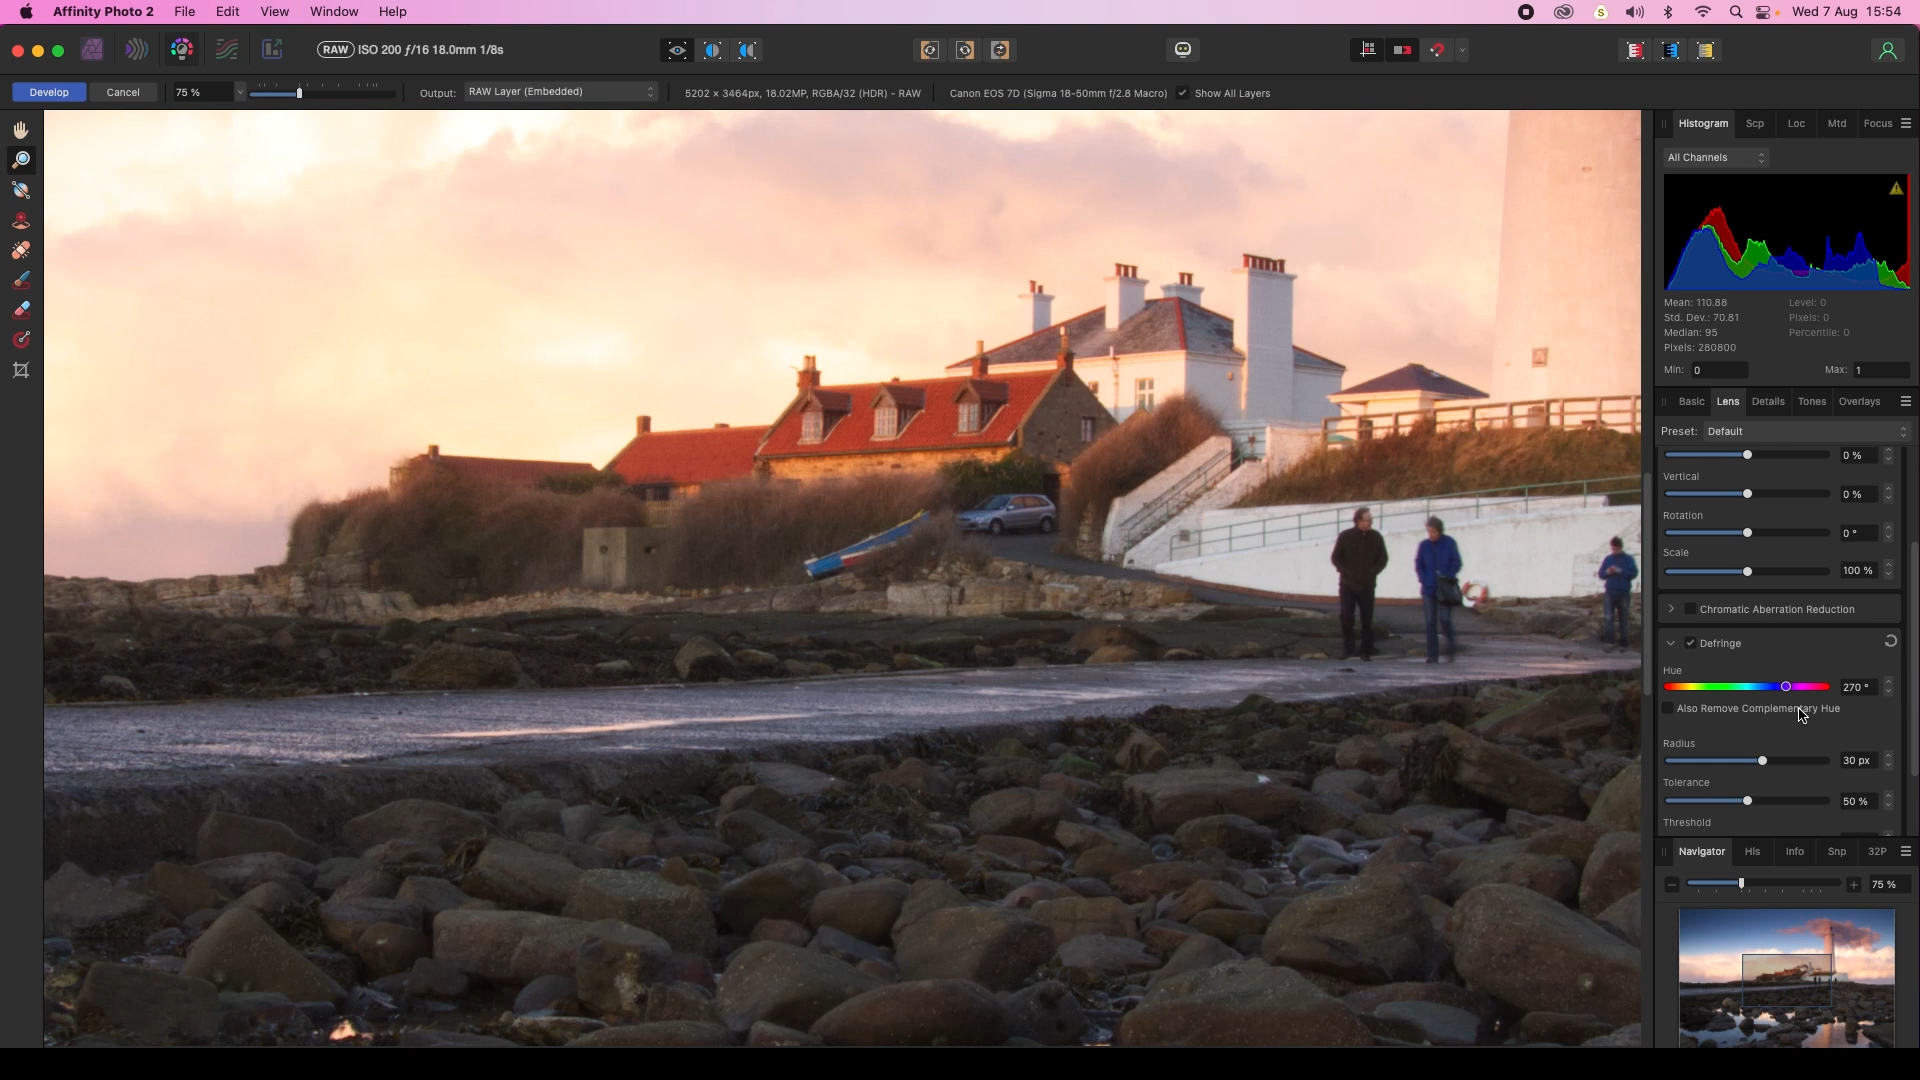 Affinity Photo 2 File Edit View Window Help
S
Wed 7 Aug 15:54
RAW ISO 200 ƒ/16 18.0mm 1/8s
Develop Cancel 75 % Output: RAW Layer (Embedded) 5202 × 3464px, 18.02MP, RGBA/32 (HDR) - RAW Canon EOS 7D (Sigma 18-50mm f/2.8 Macro) Show All Layers
Histogram Scp Loc Mtd Focus
All Channels
Mean: 110.88 Level: 0
Std. Dev.: 70.81 Pixels: 0
Median: 95 Percentile: 0
Pixels: 280800
Min: 0 Max: 1
Basic Lens Details Tones Overlays
Preset: Default
0 %
Vertical
0 %
Rotation
0 °
Scale
100 %
Chromatic Aberration Reduction
Defringe
Hue
270 °
Also Remove Complementary Hue
Radius
30 px
Tolerance
50 %
Threshold
Navigator His Info Snp 32P
75 %